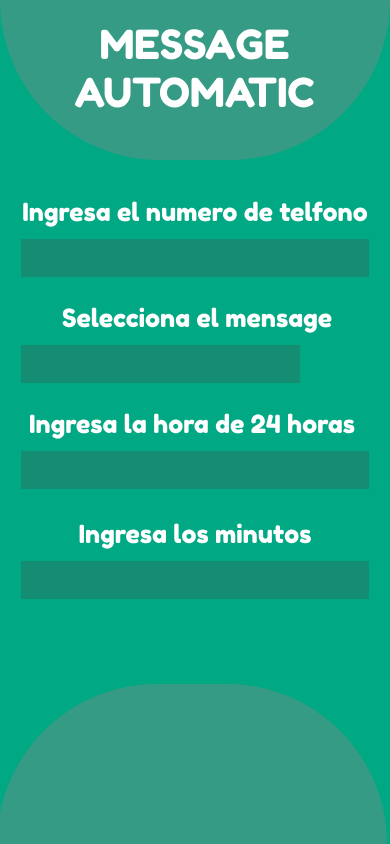 MESSAGE
AUTOMATIC
Ingresa el numero de telfono
Selecciona el mensage
Ingresa la hora de 24 horas
Ingresa los minutos